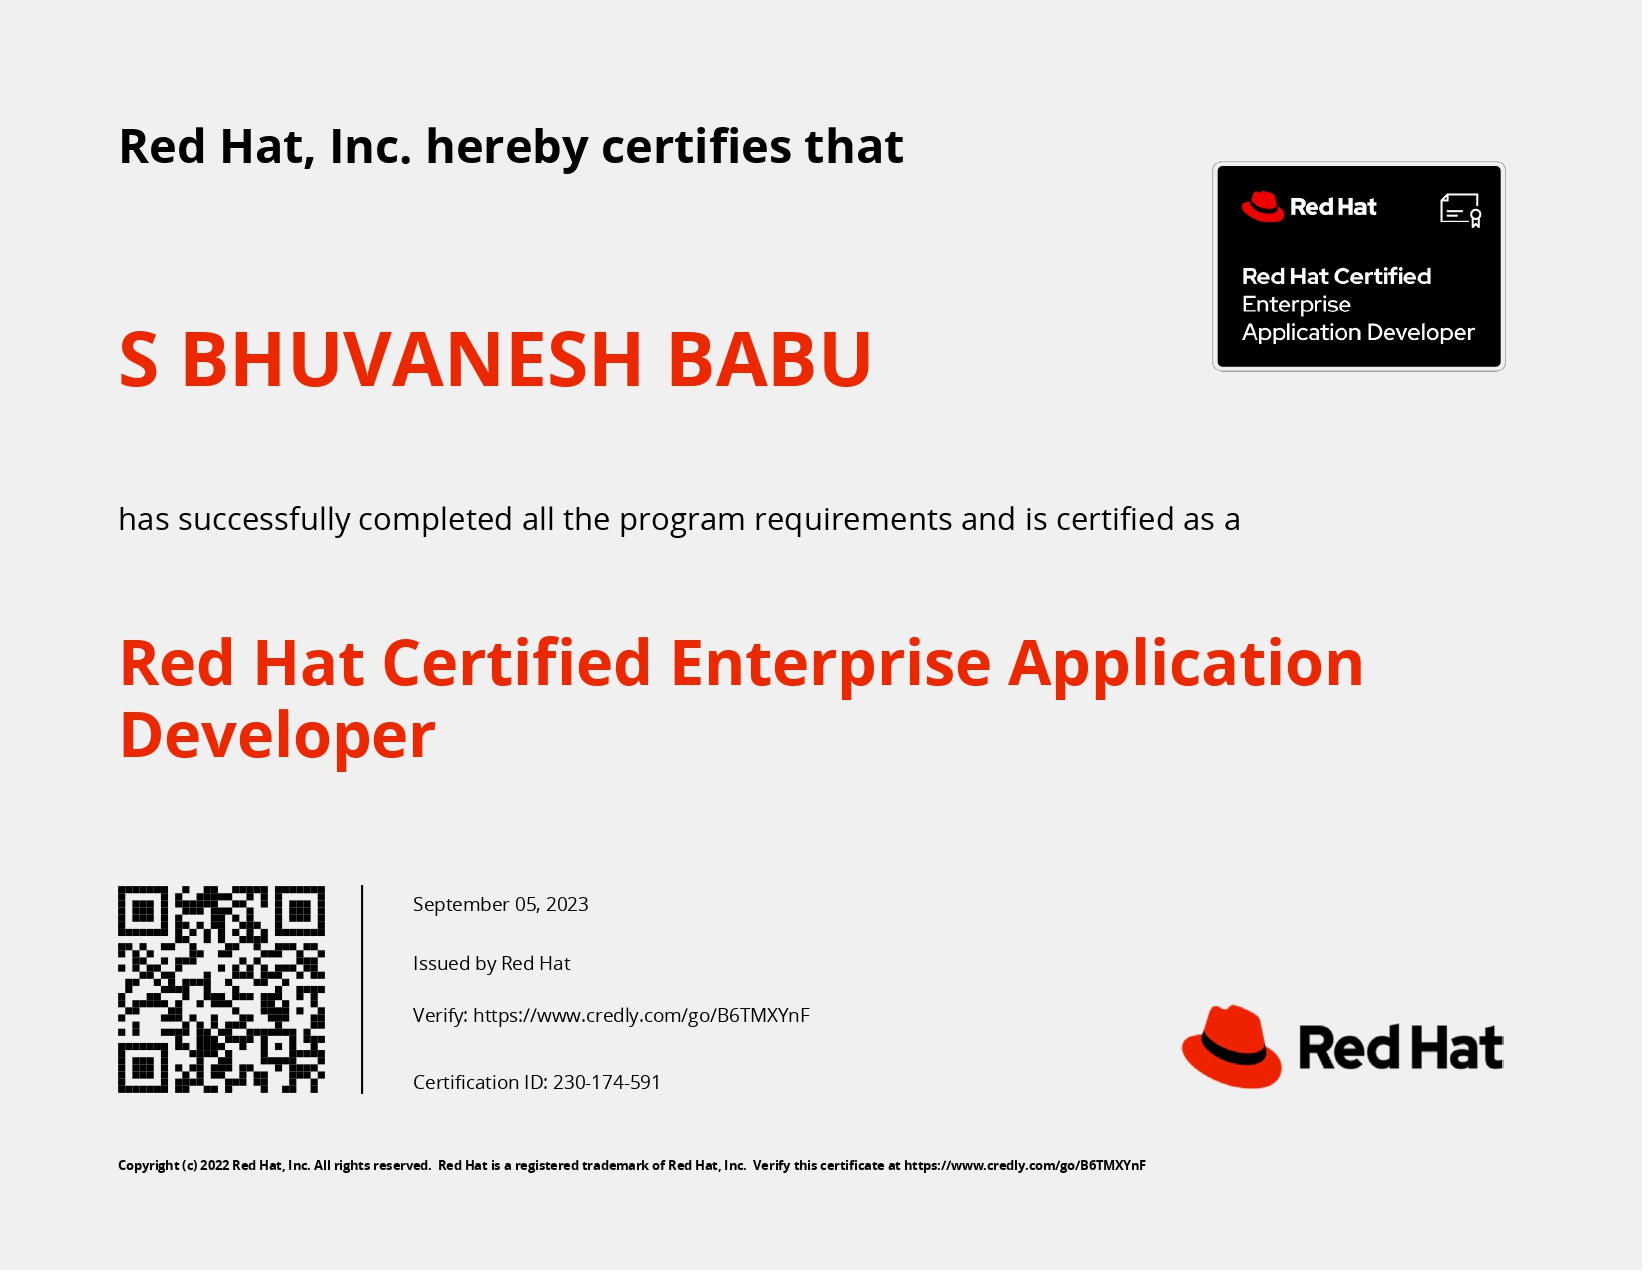 Red Hat, Inc. hereby certifies that
Red Hat
Red Hat Certified
Enterprise
Application Developer
S BHUVANESH BABU
has successfully completed all the program requirements and is certified as a
Red Hat Certified Enterprise Application
Developer
September 05, 2023
Issued by Red Hat
Verify: https://www.credly.com/go/B6TMXYnF
Certification ID: 230-174-591
Red Hat
Copyright (c) 2022 Red Hat, Inc. All rights reserved.  Red Hat is a registered trademark of Red Hat, Inc.  Verify this certificate at https://www.credly.com/go/B6TMXYnF